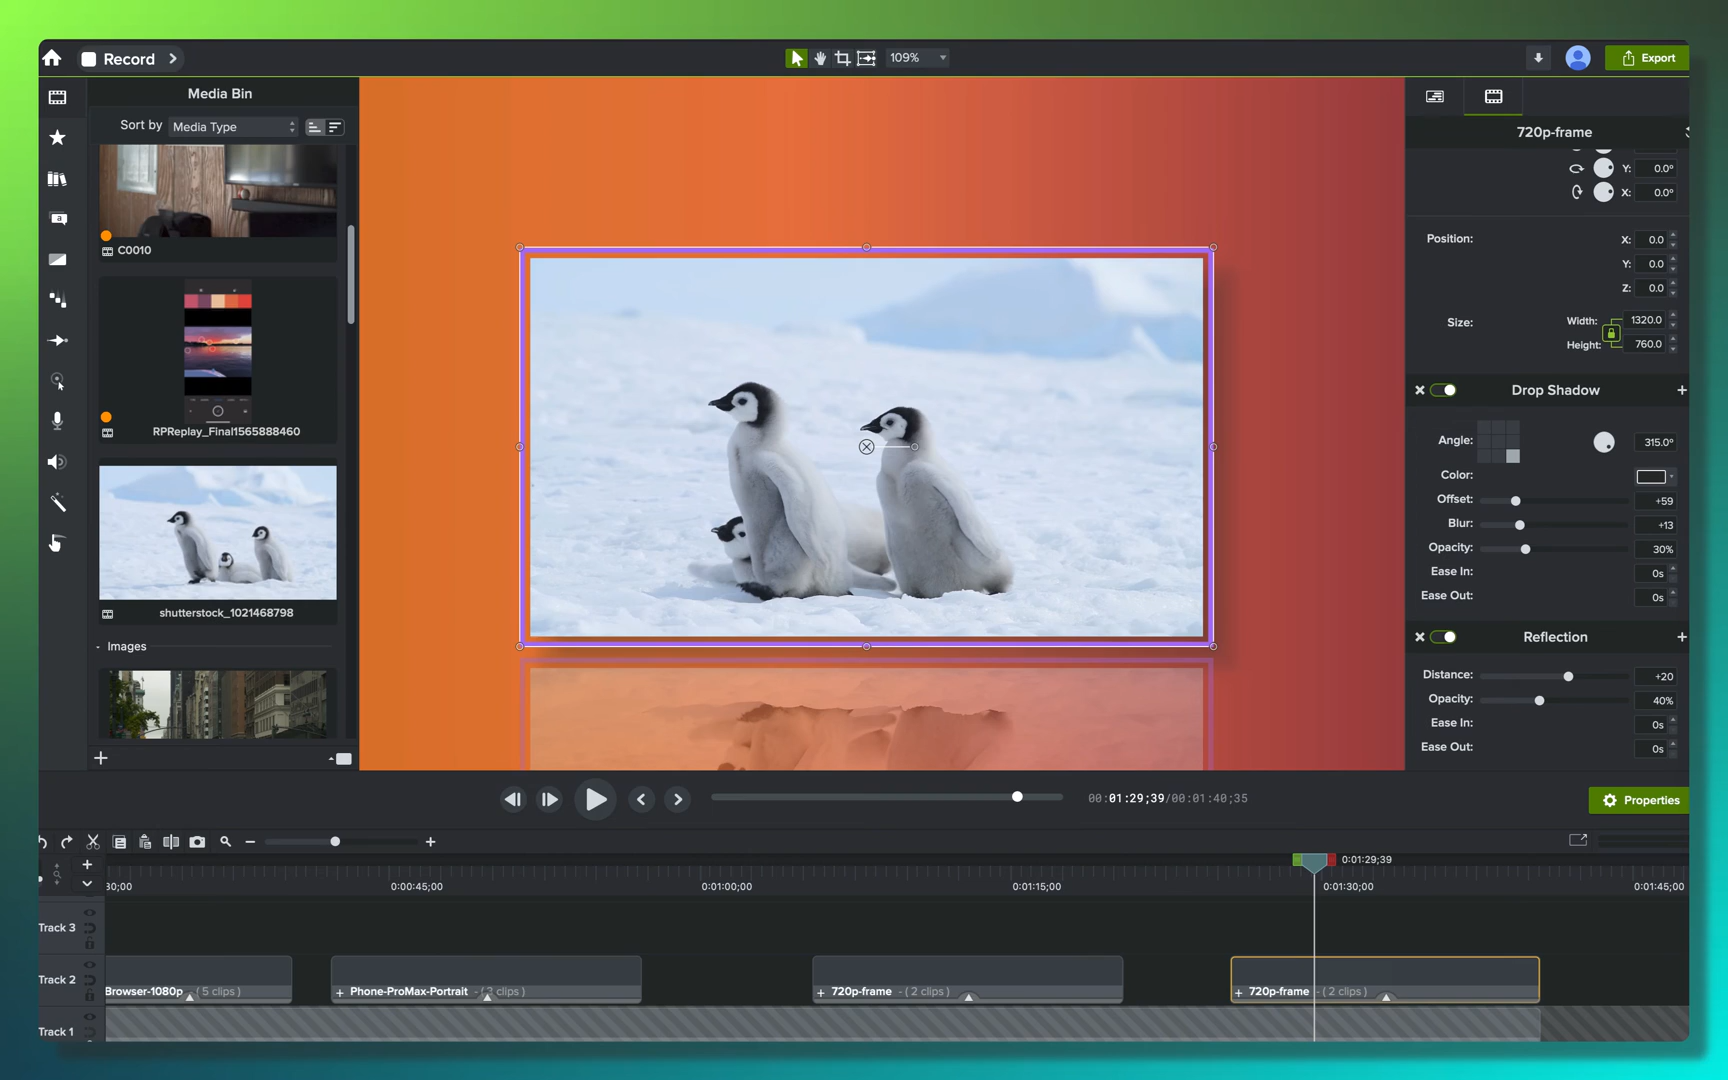 Record
109%
Export
Media Bin
Sort by Media Type
C0010
RPReplay_Final1565888460
shutterstock_1021468798
Images
720p-frame
Y: 0.0°
X: 0.0°
Position: X: 0.0
Y: 0.0
Z: 0.0
Size: Width: 1320.0
Height: 760.0
Drop Shadow
Angle: 315.0°
Color:
Offset: +59
Blur: +13
Opacity: 30%
Ease In: 0s
Ease Out: 0s
Reflection
Distance: +20
Opacity: 40%
Ease In: 0s
Ease Out: 0s
00:01:29;39/00:01:40;35
Properties
0:01:29;39
30;00 0:00:45;00 0:01:00;00 0:01:15;00 0:01:30;00 0:01:45;00
Track 3
Track 2
Browser-1080p - ( 5 clips )
+ Phone-ProMax-Portrait - ( clips )
+ 720p-frame - ( 2 clips )
+ 720p-frame - ( 2 clips )
Track 1